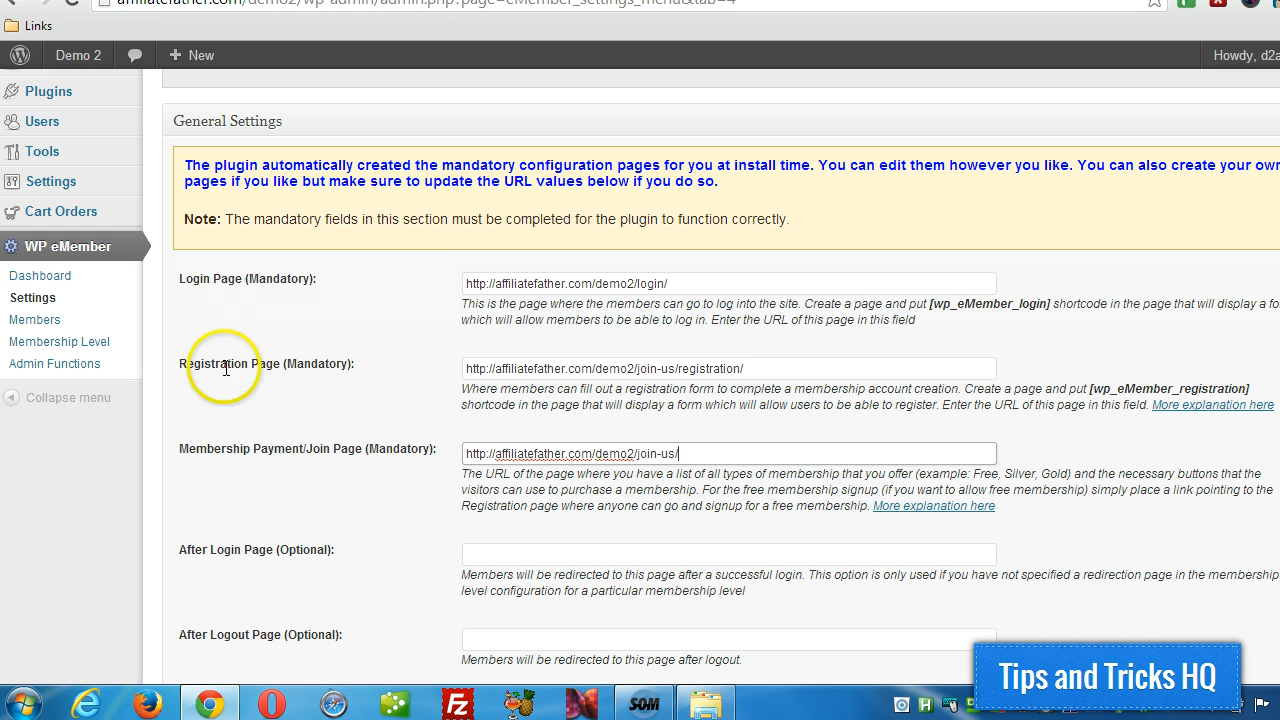 affiliatefather.com/demo2/wp-admin/admin.php?page=eMember_settings_menu&tab=4
Links
Demo 2
New
Howdy, d2a
Plugins
Users
Tools
Settings
Cart Orders
WP eMember
Dashboard
Settings
Members
Membership Level
Admin Functions
Collapse menu
General Settings
The plugin automatically created the mandatory configuration pages for you at install time. You can edit them however you like. You can also create your own
pages if you like but make sure to update the URL values below if you do so.
Note: The mandatory fields in this section must be completed for the plugin to function correctly.
Login Page (Mandatory):
http://affiliatefather.com/demo2/login/
This is the page where the members can go to log into the site. Create a page and put [wp_eMember_login] shortcode in the page that will display a fo
which will allow members to be able to log in. Enter the URL of this page in this field
Registration Page (Mandatory):
http://affiliatefather.com/demo2/join-us/registration/
Where members can fill out a registration form to complete a membership account creation. Create a page and put [wp_eMember_registration]
shortcode in the page that will display a form which will allow users to be able to register. Enter the URL of this page in this field. More explanation here
Membership Payment/Join Page (Mandatory):
http://affiliatefather.com/demo2/join-us/
The URL of the page where you have a list of all types of membership that you offer (example: Free, Silver, Gold) and the necessary buttons that the
visitors can use to purchase a membership. For the free membership signup (if you want to allow free membership) simply place a link pointing to the
Registration page where anyone can go and signup for a free membership. More explanation here
After Login Page (Optional):
Members will be redirected to this page after a successful login. This option is only used if you have not specified a redirection page in the membership
level configuration for a particular membership level
After Logout Page (Optional):
Members will be redirected to this page after logout.
Tips and Tricks HQ
SOM